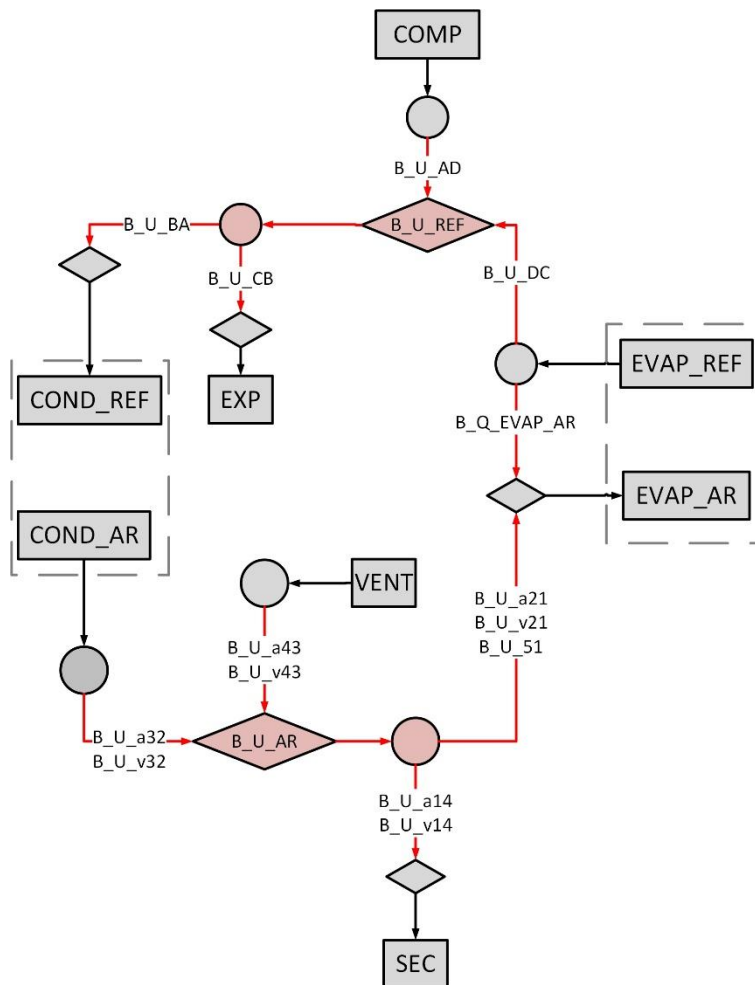 COMP
B_U_AD
B_U_BA
B_U_REF
B_U_CB
B_U_DC
COND_REF
EXP
EVAP_REF
B_Q_EVAP_AR
EVAP_AR
COND_AR
VENT
B_U_a21
B_U_v21
B_U_51
B_U_a43
B_U_v43
B_U_a32
B_U_v32
B_U_AR
B_U_a14
B_U_v14
SEC